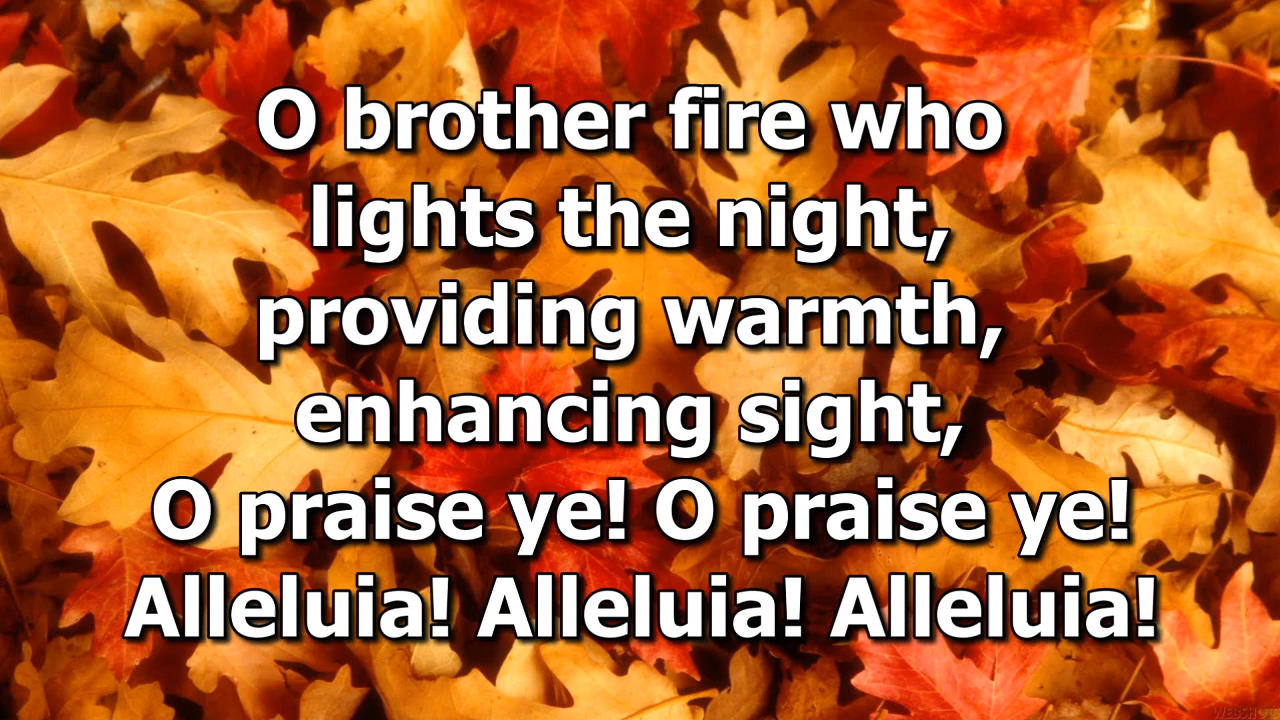 O brother fire who
lights the night,
providing warmth,
enhancing sight,
O praise ye! O praise ye!
Alleluia! Alleluia! Alleluia!